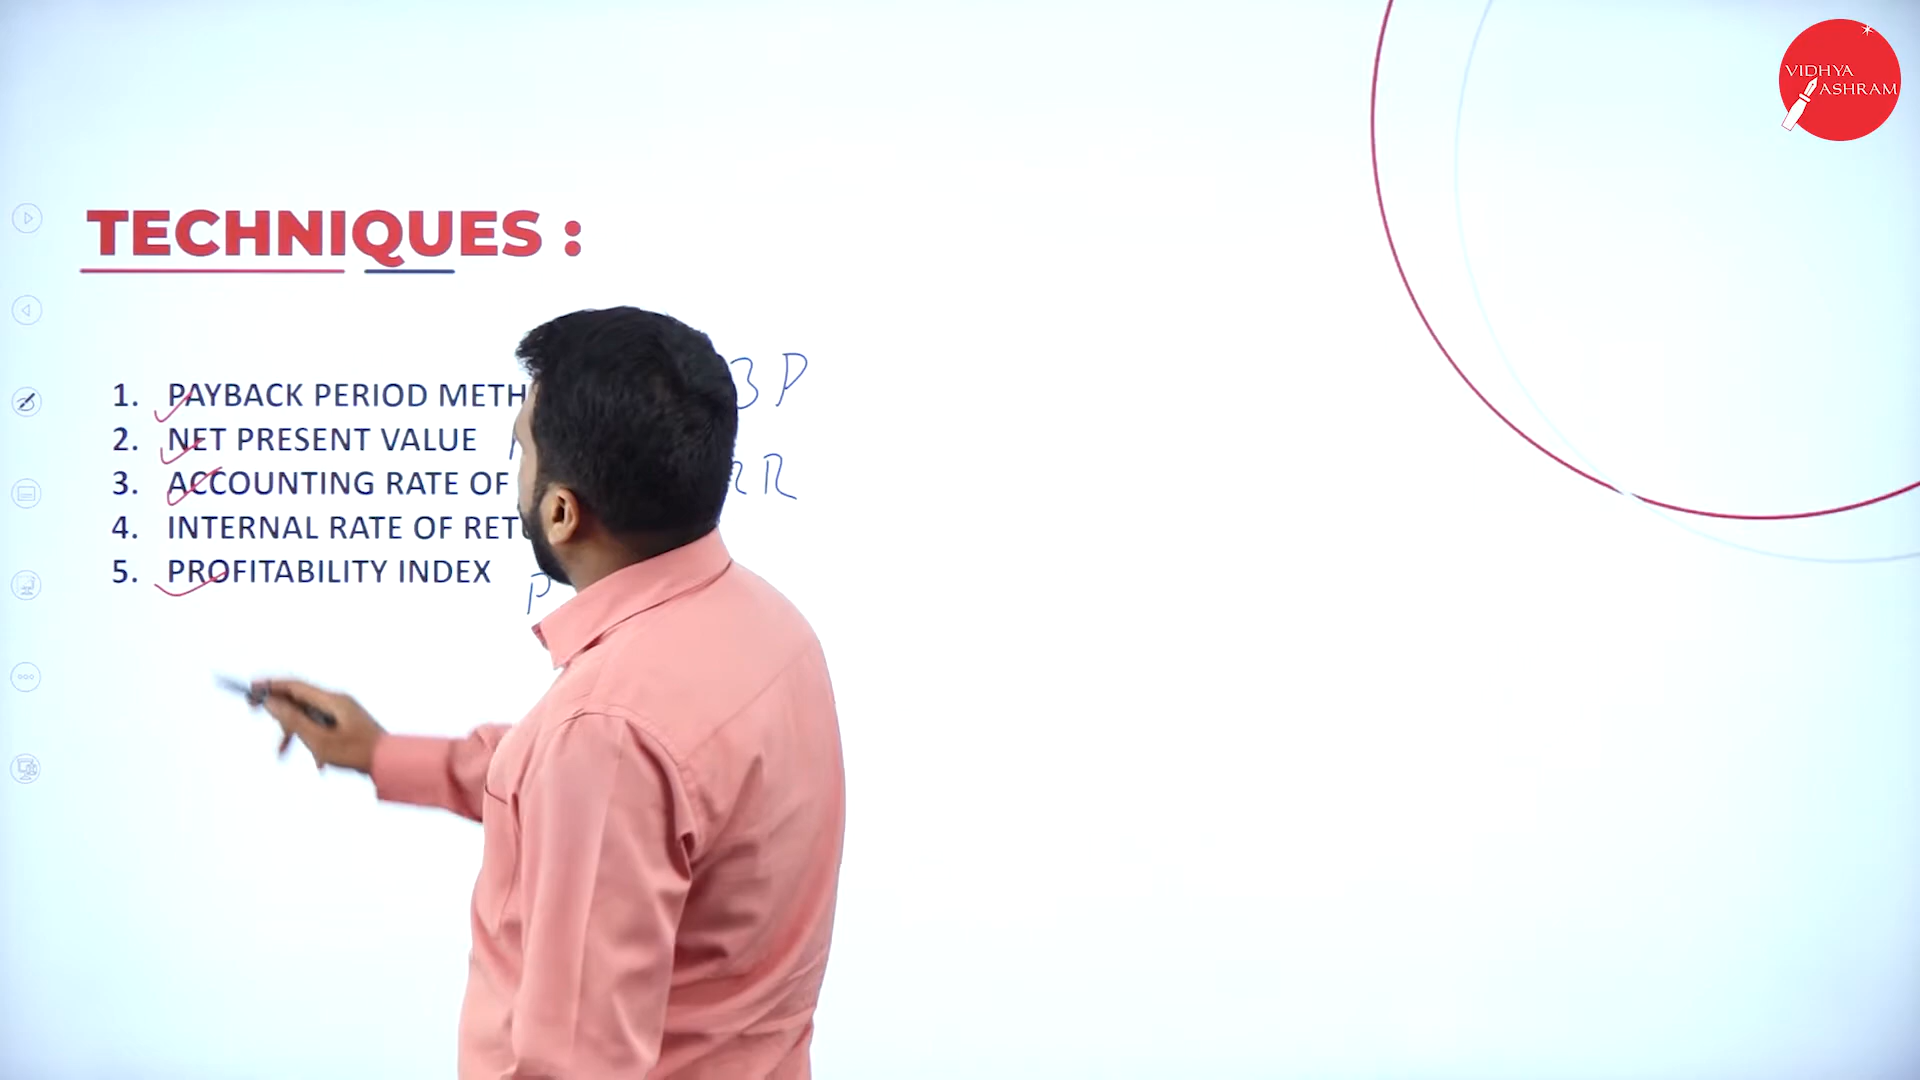 VIDHYA
ASHRAM
TECHNIQUES :
1. PAYBACK PERIOD METH
2. NET PRESENT VALUE
3. ACCOUNTING RATE OF
4. INTERNAL RATE OF RET
5. PROFITABILITY INDEX
P
RR
P